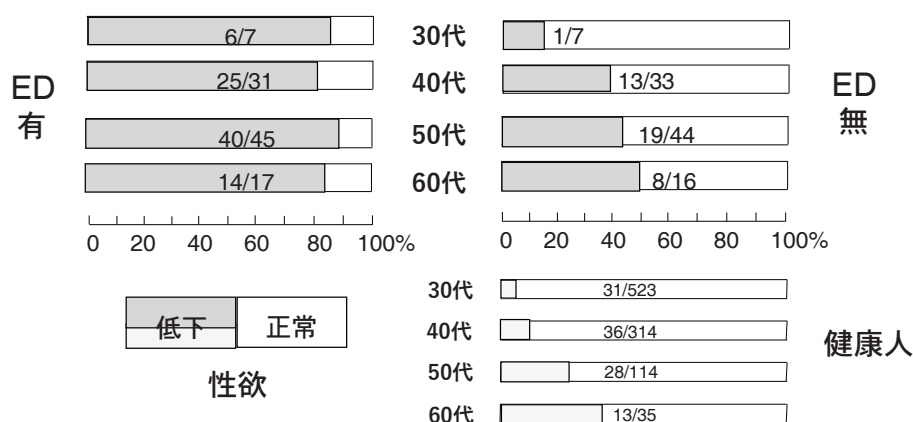 6/7
30代
1/7
ED
有
25/31
40代
13/33
ED
無
40/45
50代
19/44
14/17
60代
8/16
0 20 40 60 80 100%
0 20 40 60 80 100%
30代
31/523
低下 正常
40代
36/314
健康人
性欲
50代
28/114
60代
13/35